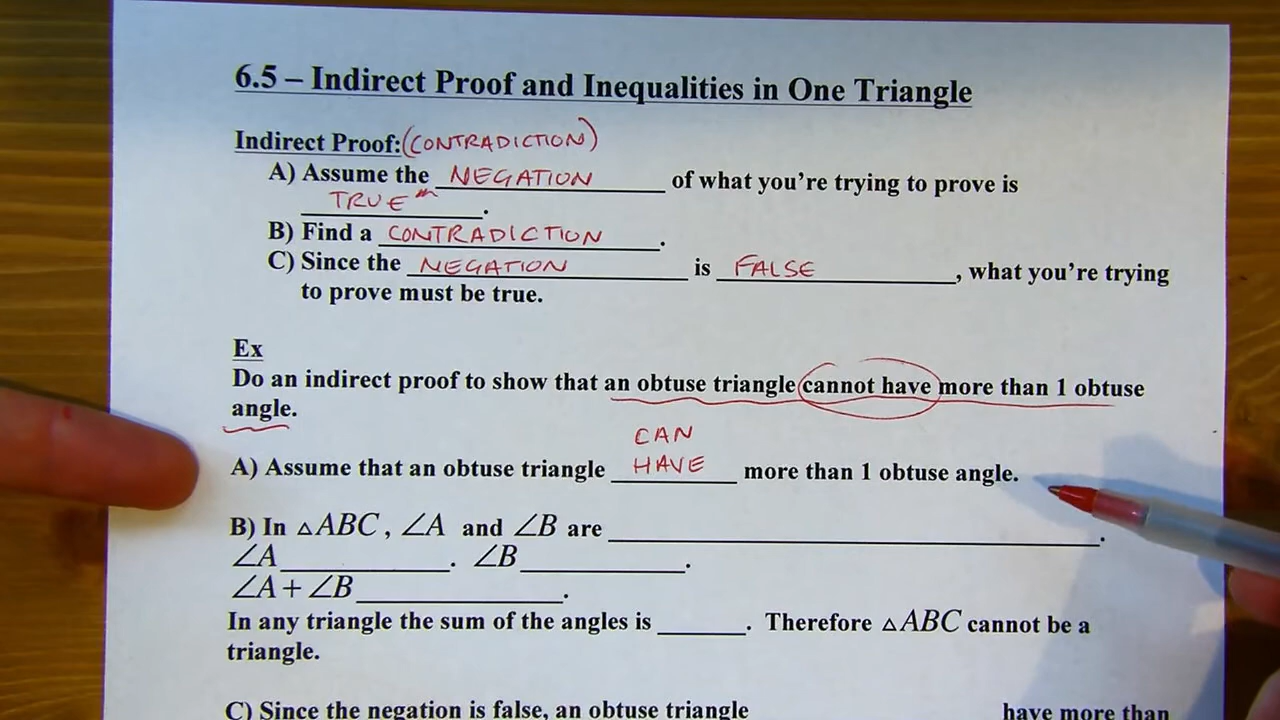 6.5 – Indirect Proof and Inequalities in One Triangle
Indirect Proof: (CONTRADICTION)
A) Assume the NEGATION of what you're trying to prove is
TRUE.
B) Find a CONTRADICTION.
C) Since the NEGATION is FALSE, what you're trying
to prove must be true.
Ex
Do an indirect proof to show that an obtuse triangle cannot have more than 1 obtuse
angle.
CAN
A) Assume that an obtuse triangle HAVE more than 1 obtuse angle.
B) In △ABC, ∠A and ∠B are ____________.
∠A____________. ∠B____________.
∠A + ∠B____________.
In any triangle the sum of the angles is ______. Therefore △ABC cannot be a
triangle.
C) Since the negation is false, an obtuse triangle have more than